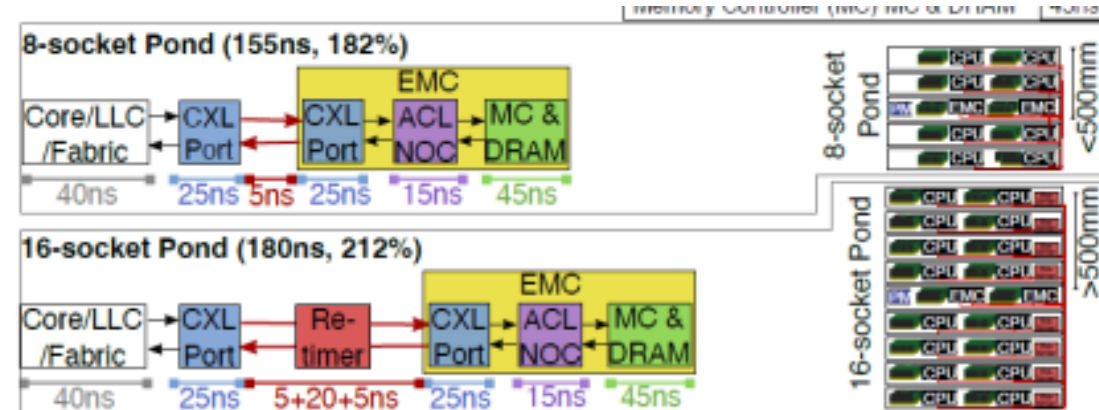 Memory Controller (MC) MC & DRAM 45ns
8-socket Pond (155ns, 182%)
EMC
Core/LLC
/Fabric
CXL
Port
CXL
Port
ACL
NOC
MC &
DRAM
40ns
25ns
5ns
25ns
15ns
45ns
8-socket
Pond
CPU CPU
CPU CPU
PM EMC EMC
CPU CPU
CPU CPU
<500mm
16-socket Pond (180ns, 212%)
EMC
Core/LLC
/Fabric
CXL
Port
Re-
timer
CXL
Port
ACL
NOC
MC &
DRAM
40ns
25ns
5+20+5ns
25ns
15ns
45ns
16-socket Pond
CPU CPU
CPU CPU
CPU CPU
CPU CPU
PM EMC EMC
CPU CPU
CPU CPU
CPU CPU
CPU CPU
>500mm